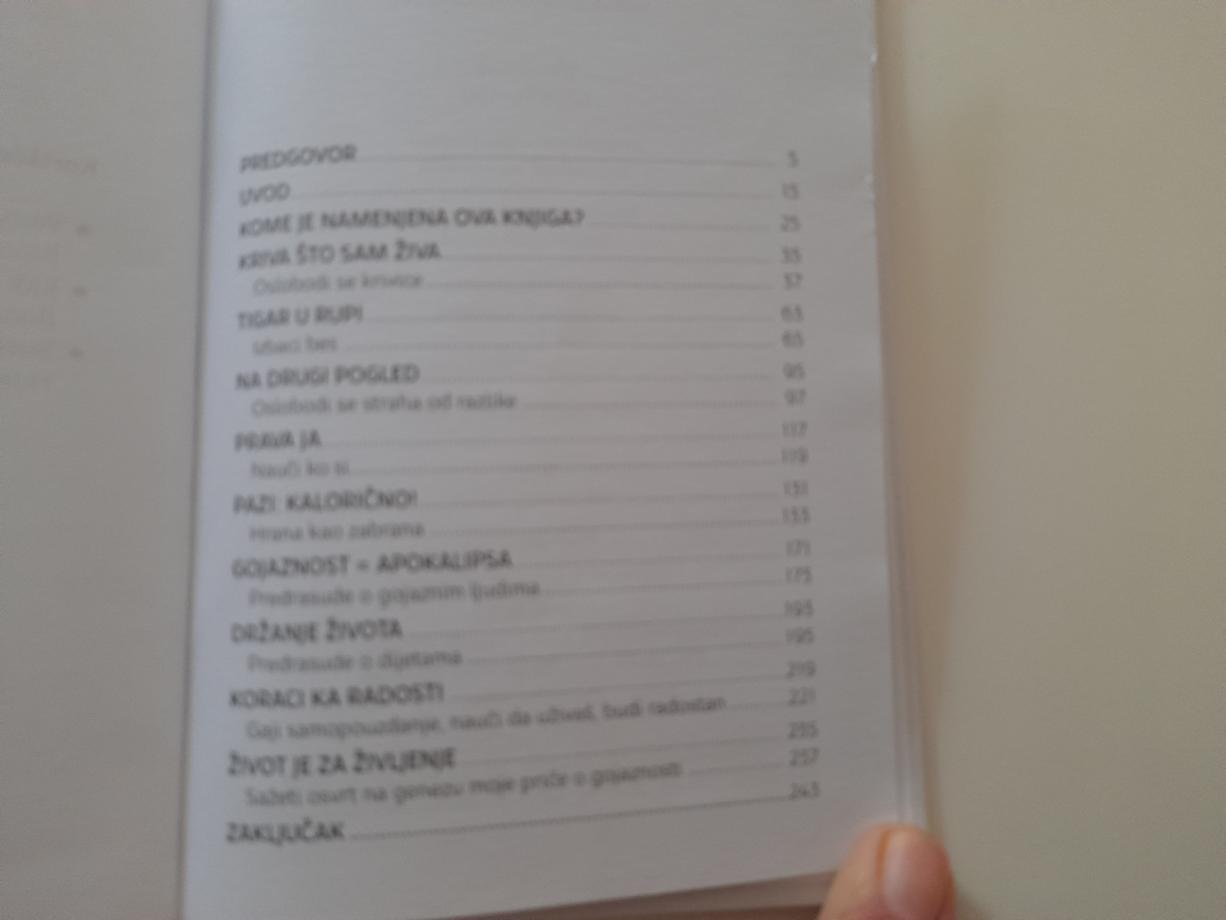 PREDGOVOR 5
UVOD 15
KOME JE NAMENJENA OVA KNJIGA? 25
KRIVA ŠTO SAM ŽIVA 35
Oslobodi se krivice 37
TIGAR U RUPI 63
Izbaci bes 65
NA DRUGI POGLED 95
Oslobodi se straha od razlike 97
PRAVA JA 117
Nauči ko si 119
PAZI: KALORIČNO! 131
Hrana kao zabrana 133
GOJAZNOST = APOKALIPSA 171
Predrasude o gojaznim ljudima 173
DRŽANJE ŽIVOTA 193
Predrasude o dijetama 195
KORACI KA RADOSTI 219
Gaji samopouzdanje, nauči da uživaš, budi radostan 221
ŽIVOT JE ZA ŽIVLJENJE 235
Sažeti osvrt na genezu moje priče o gojaznosti 237
ZAKLJUČAK 243